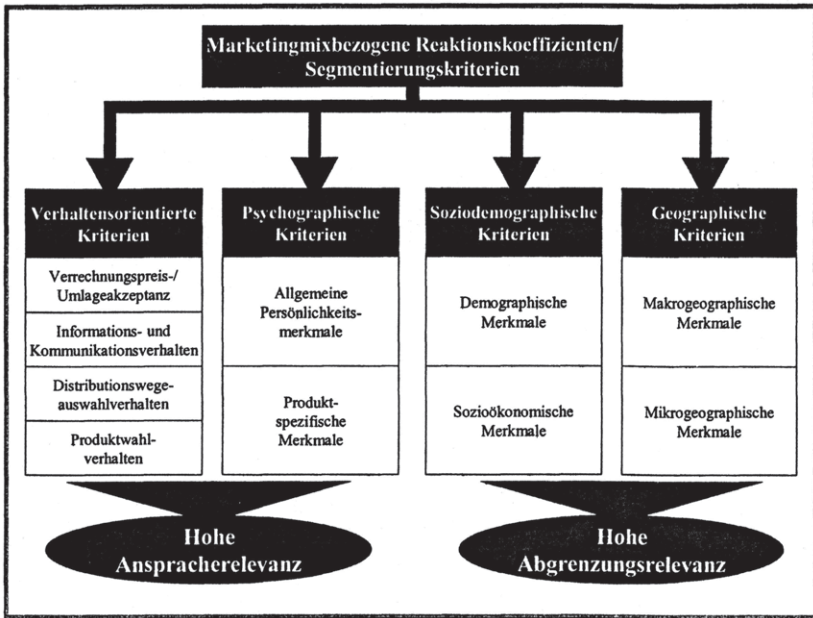 Marketingmixbezogene Reaktionskoeffizienten/
Segmentierungskriterien
Verhaltensorientierte
Kriterien
Verrechnungspreis-/
Umlageakzeptanz
Informations- und
Kommunikationsverhalten
Distributionswege-
auswahlverhalten
Produktwahl-
verhalten
Psychographische
Kriterien
Allgemeine
Persönlichkeits-
merkmale
Produkt-
spezifische
Merkmale
Soziodemographische
Kriterien
Demographische
Merkmale
Sozioökonomische
Merkmale
Geographische
Kriterien
Makrogeographische
Merkmale
Mikrogeographische
Merkmale
Hohe
Anspracherelevanz
Hohe
Abgrenzungsrelevanz